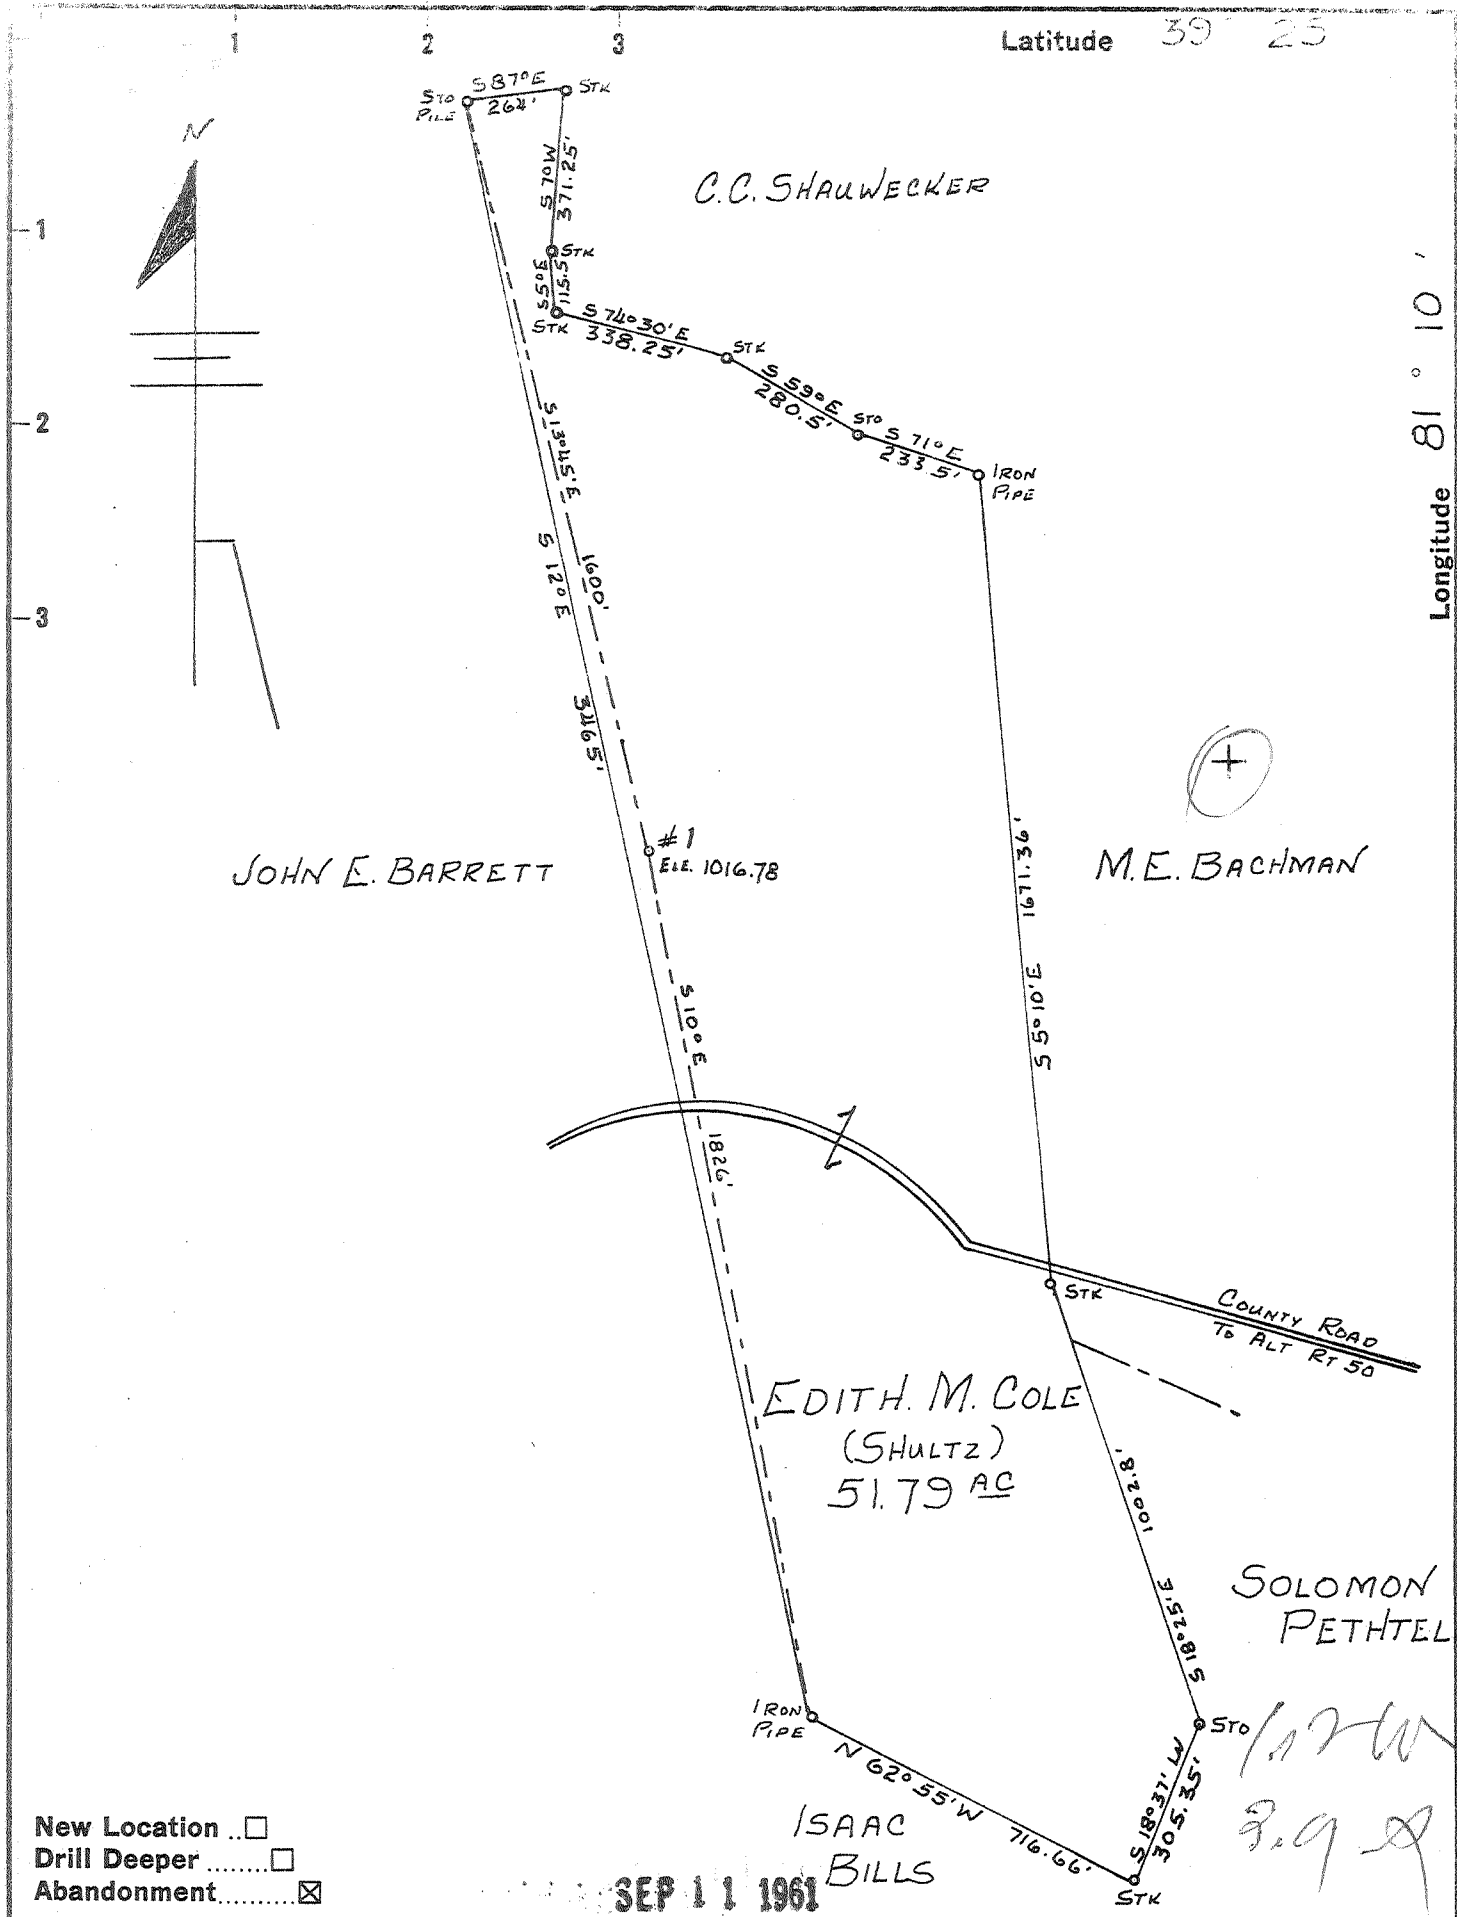 1 2 3
Latitude 39° 25
S 87° E
264'
STO
PILE
STK
N
S 7° W
371.25'
C.C. SHAUWECKER
-1
STK
S 5° E
115.5
STK
S 74° 30' E
338.25'
STK
S 59° E
280.5'
STO
S 71° E
233.5'
IRON
PIPE
-2
-3
Longitude 81° 10'
S 13° 45' E 1600'
S 12° E 3465'
+
#1
ELE. 1016.78
JOHN E. BARRETT
M.E. BACHMAN
S 5° 10' E 1671.36'
S 10° E 1826'
STK
COUNTY ROAD
TO ALT RT 50
EDITH. M. COLE
(SHULTZ)
51.79 AC
1002.8'
S 18° 25' E
SOLOMON
PETHTEL
IRON
PIPE
STO
N 62° 55' W 716.66'
S 18° 37' W
305.35'
ISAAC
BILLS
STK
New Location ..☐
Drill Deeper ........☐
Abandonment..........☒
SEP 11 1961